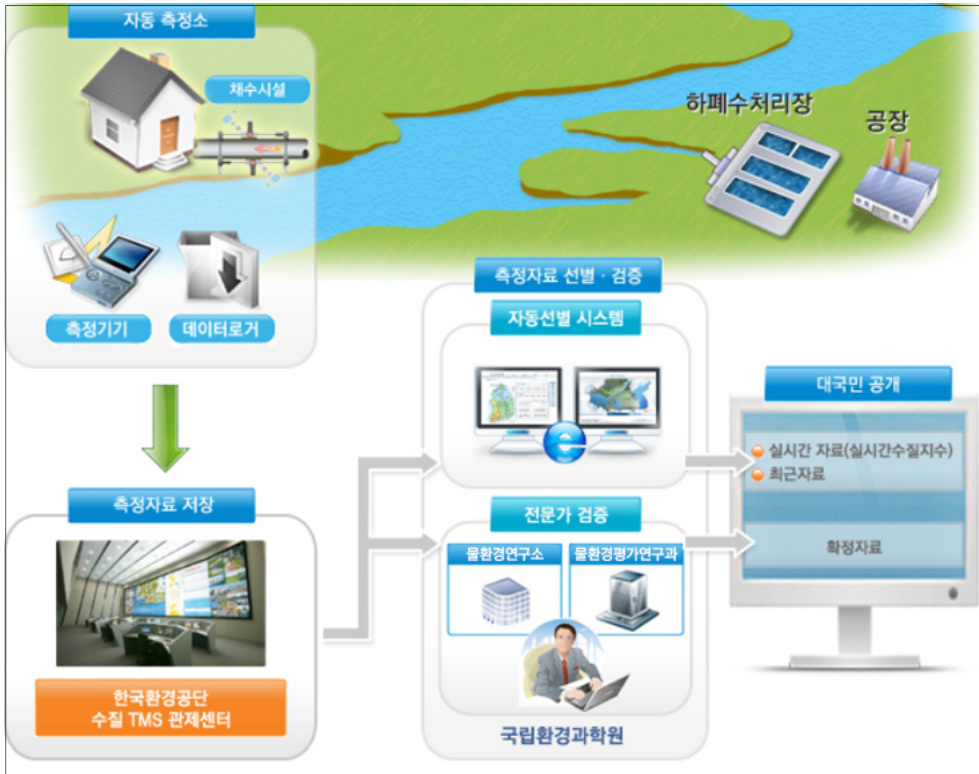 자동 측정소
채수시설
하폐수처리장
공장
측정기기
데이터로거
측정자료 선별 · 검증
자동선별 시스템
대국민 공개
실시간 자료(실시간수질지수)
최근자료
측정자료 저장
전문가 검증
물환경연구소
물환경평가연구과
확정자료
한국환경공단
수질 TMS 관제센터
국립환경과학원